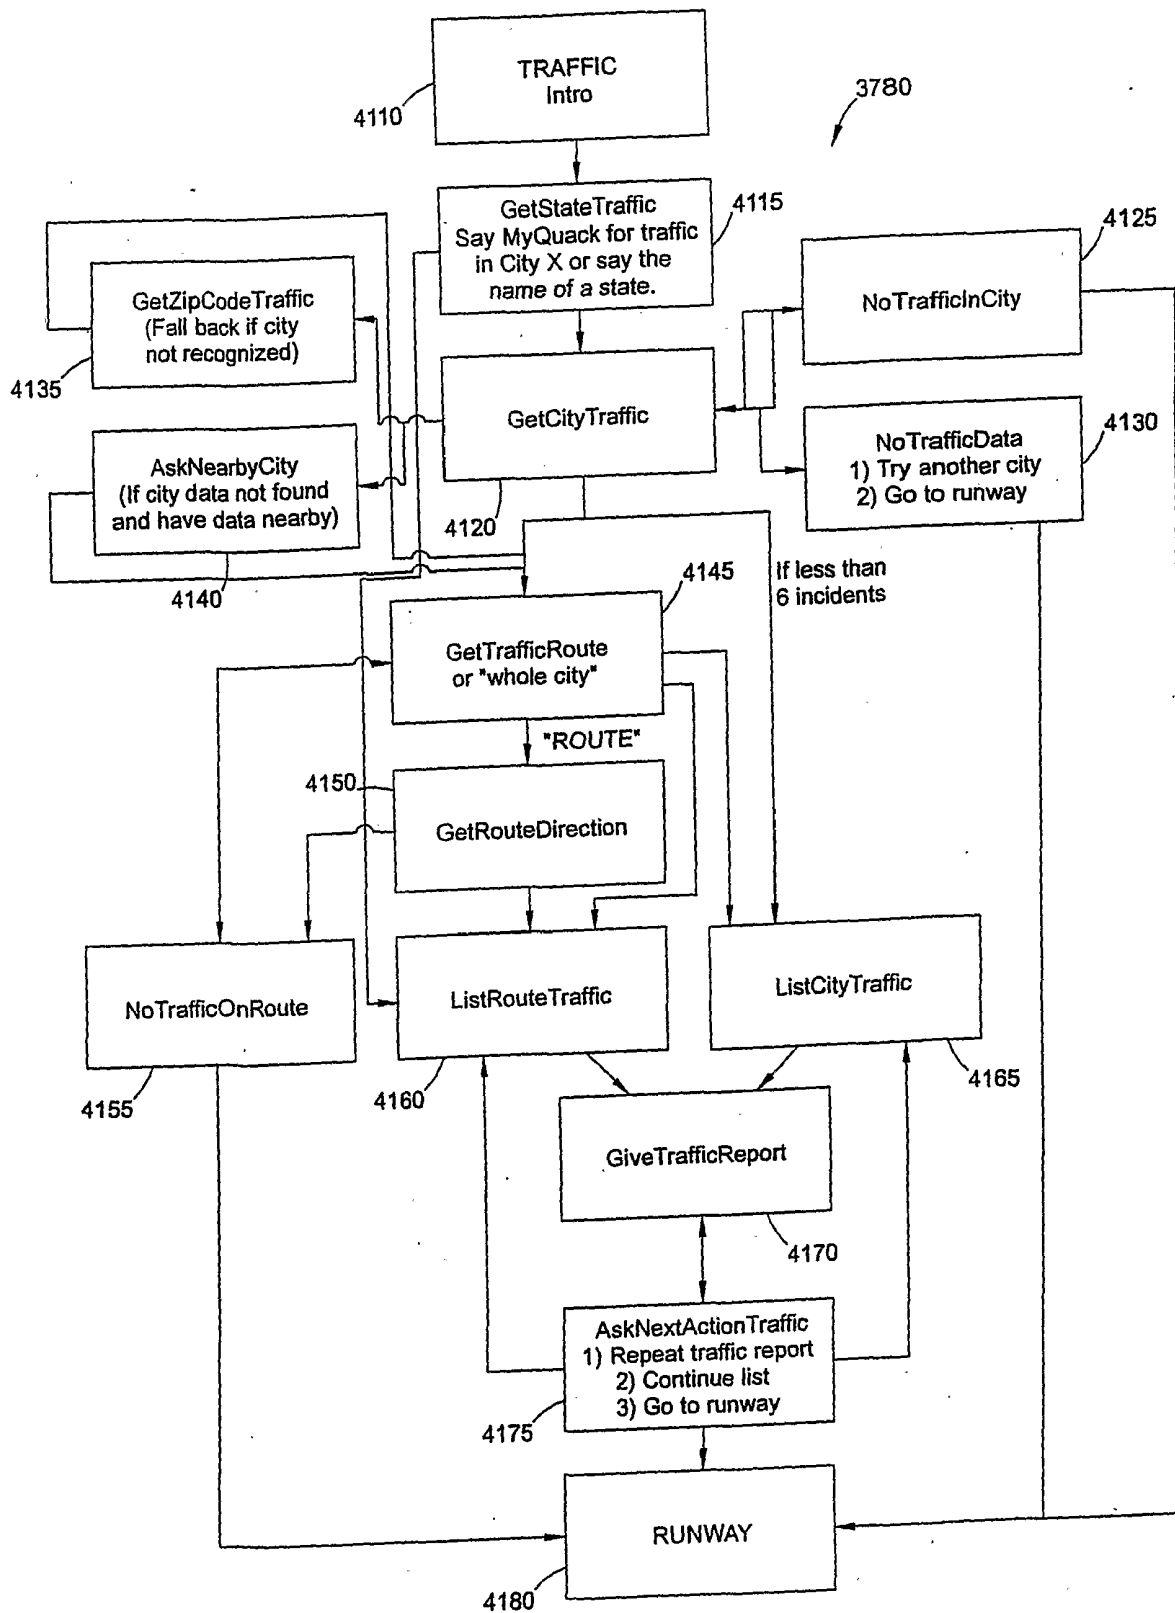 TRAFFIC
Intro
4110
3780
GetStateTraffic
Say MyQuack for traffic
in City X or say the
name of a state.
4115
4125
NoTrafficInCity
GetZipCodeTraffic
(Fall back if city
not recognized)
4135
GetCityTraffic
4120
NoTrafficData
1) Try another city
2) Go to runway
4130
AskNearbyCity
(If city data not found
and have data nearby)
4140
If less than
6 incidents
4145
GetTrafficRoute
or "whole city"
"ROUTE"
4150
GetRouteDirection
NoTrafficOnRoute
4155
ListRouteTraffic
4160
ListCityTraffic
4165
GiveTrafficReport
4170
AskNextActionTraffic
1) Repeat traffic report
2) Continue list
3) Go to runway
4175
RUNWAY
4180